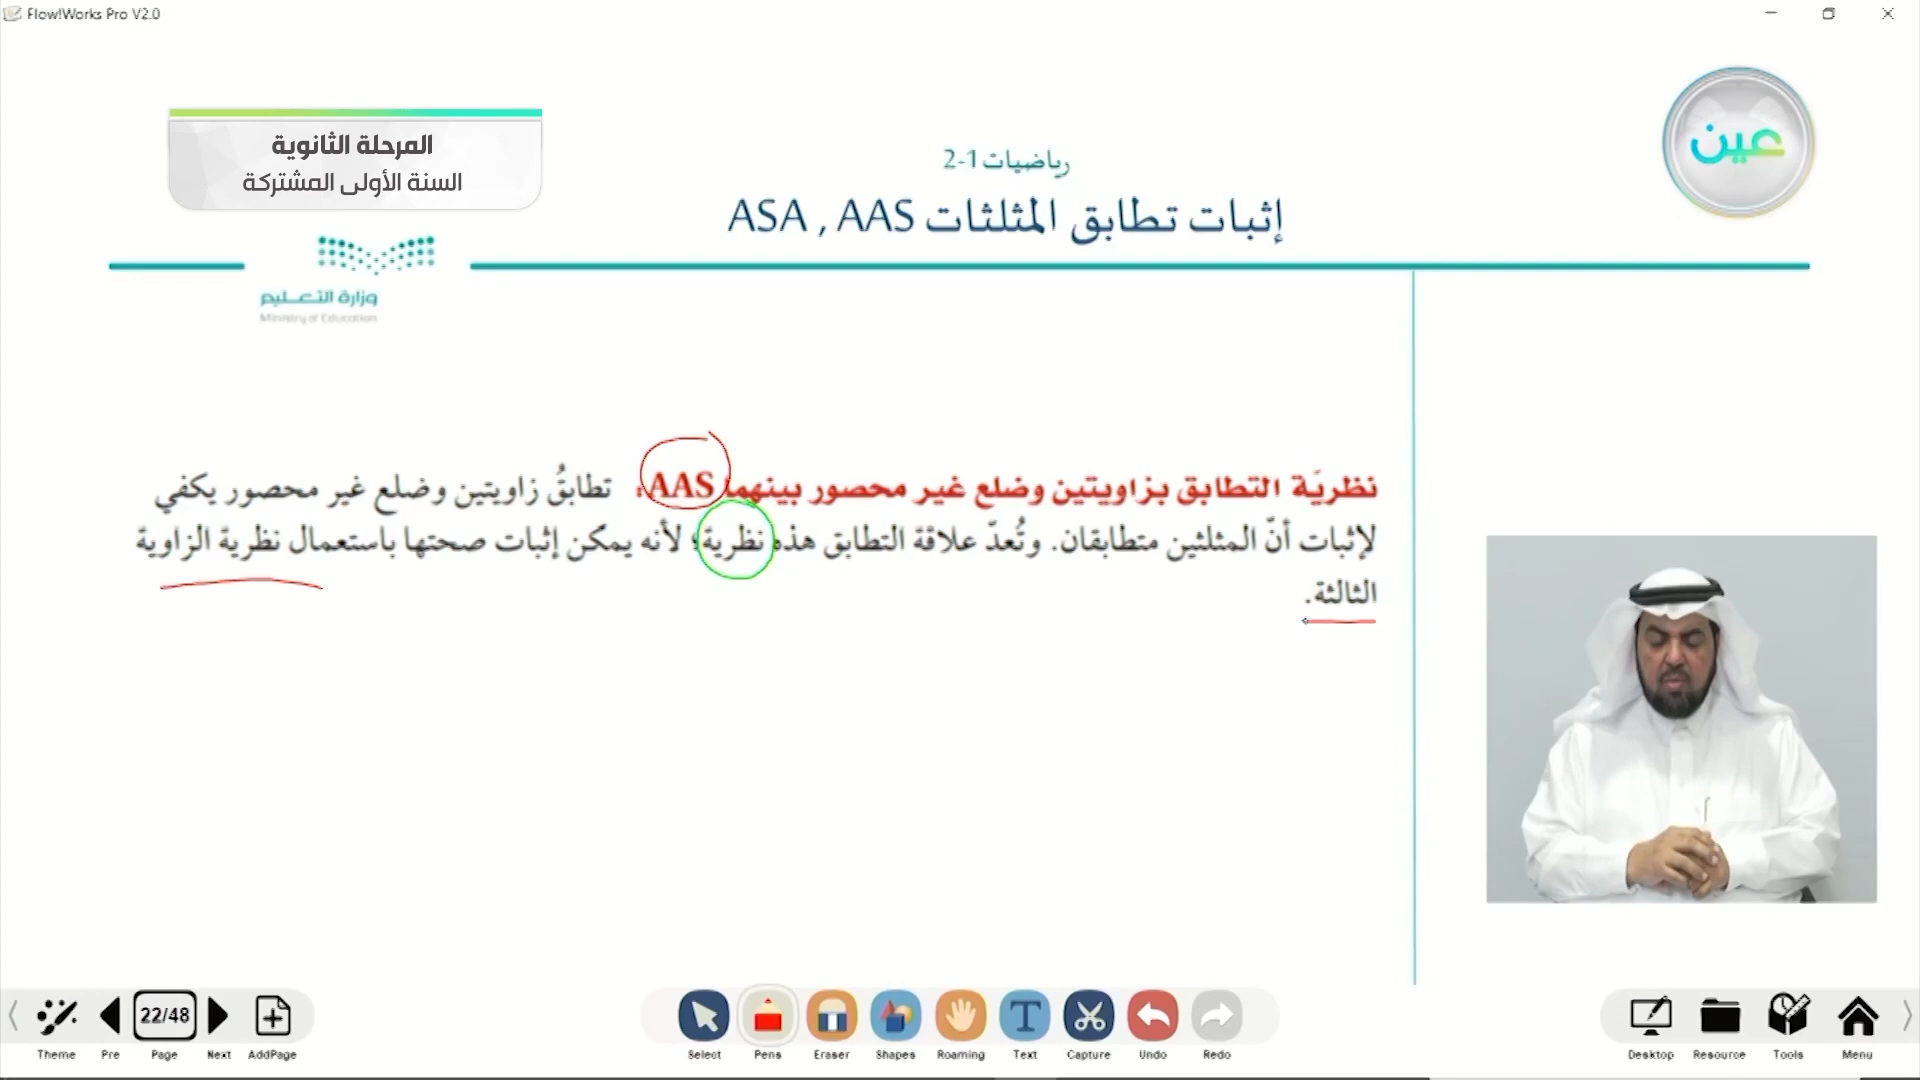 Flow!Works Pro V2.0
المرحلة الثانوية
السنة الأولى المشتركة
عين
رياضيات 1-2
إثبات تطابق المثلثات ASA , AAS
وزارة التعليم
Ministry of Education
نظريَة التطابق بزاويتين وضلع غير محصور بينهما AAS: تطابقُ زاويتين وضلع غير محصور يكفي
لإثبات أنّ المثلثين متطابقان. وتُعدّ علاقة التطابق هذه نظرية؛ لأنه يمكن إثبات صحتها باستعمال نظرية الزاوية
الثالثة.
22/48
Theme Pre Page Next AddPage Select Pens Eraser Shapes Roaming Text Capture Undo Redo Desktop Resource Tools Menu